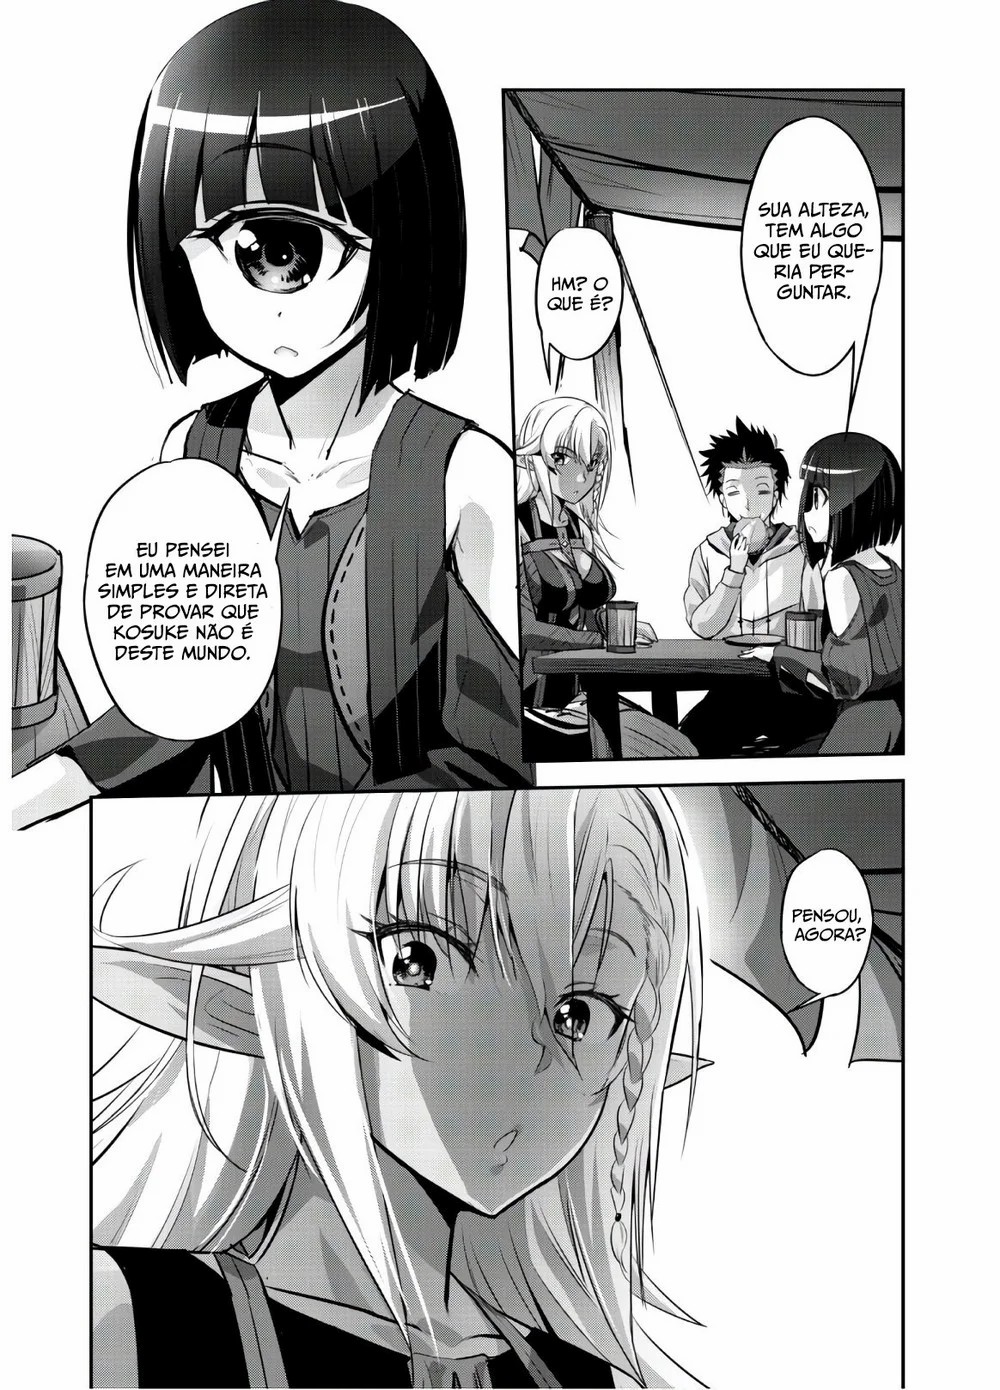 SUA ALTEZA,
TEM ALGO
QUE EU QUE-
RIA PER-
GUNTAR.
HM? O
QUE É?
EU PENSEI
EM UMA MANEIRA
SIMPLES E DIRETA
DE PROVAR QUE
KOSUKE NÃO É
DESTE MUNDO.
PENSOU,
AGORA?